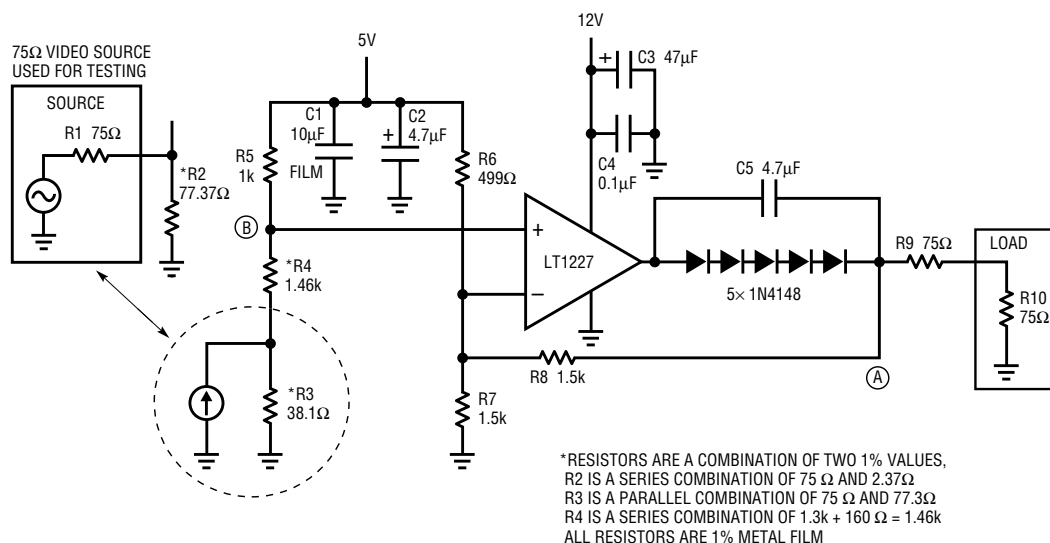 75Ω VIDEO SOURCE
USED FOR TESTING
SOURCE
R1 75Ω
*R2
77.37Ω
5V
R5
1k
C1
10µF
FILM
+
C2
4.7µF
R6
499Ω
12V
+
C3 47µF
C4
0.1µF
C5 4.7µF
B
*R4
1.46k
+
LT1227
–
5× 1N4148
R9 75Ω
LOAD
R10
75Ω
R8 1.5k
A
*R3
38.1Ω
R7
1.5k
*RESISTORS ARE A COMBINATION OF TWO 1% VALUES,
R2 IS A SERIES COMBINATION OF 75 Ω AND 2.37Ω
R3 IS A PARALLEL COMBINATION OF 75 Ω AND 77.3Ω
R4 IS A SERIES COMBINATION OF 1.3k + 160 Ω = 1.46k
ALL RESISTORS ARE 1% METAL FILM